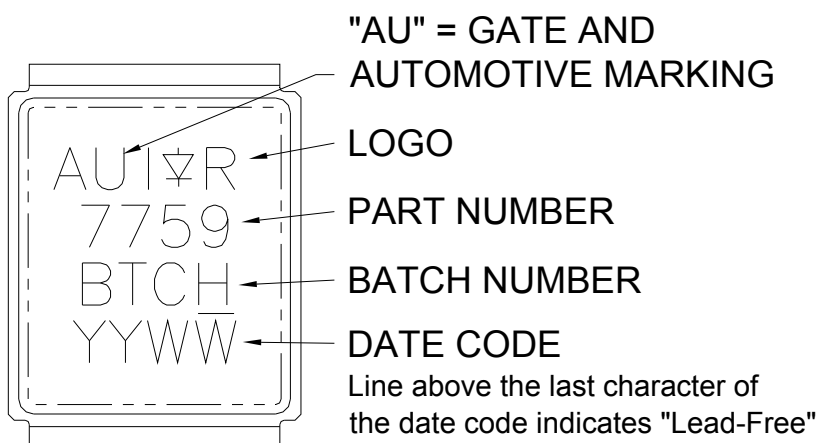 "AU" = GATE AND
AUTOMOTIVE MARKING
AUI R
LOGO
7759
PART NUMBER
BTCH
BATCH NUMBER
YYWW
DATE CODE
Line above the last character of
the date code indicates "Lead-Free"